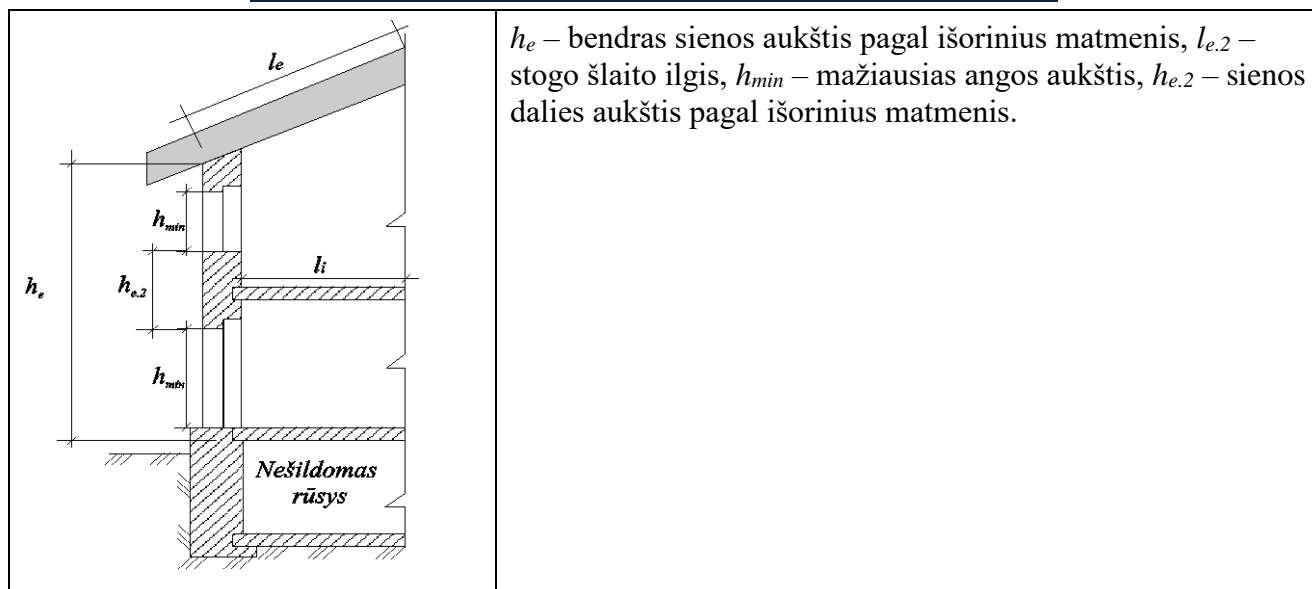 lₑ
hₘᵢₙ
hₑ
hₑ.₂
lᵢ
hₘᵢₙ
Nešildomas
rūsys
hₑ – bendras sienos aukštis pagal išorinius matmenis, lₑ.₂ –
stogo šlaito ilgis, hₘᵢₙ – mažiausias angos aukštis, hₑ.₂ – sienos
dalies aukštis pagal išorinius matmenis.